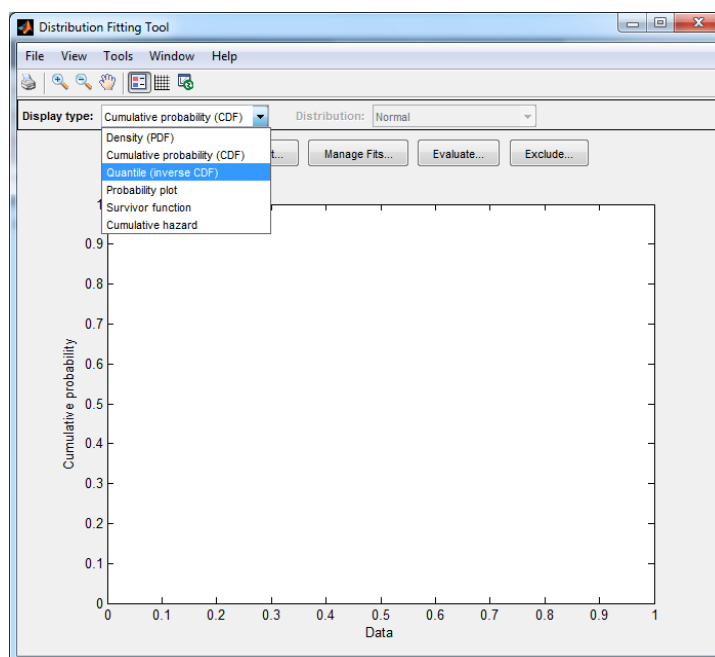 Distribution Fitting Tool
File View Tools Window Help
Display type: Cumulative probability (CDF) Distribution: Normal
Density (PDF)
Cumulative probability (CDF)
Quantile (inverse CDF)
Probability plot
Survivor function
Cumulative hazard
t... Manage Fits... Evaluate... Exclude...
1
0.9
0.8
0.7
0.6
0.5
0.4
0.3
0.2
0.1
0
Cumulative probability
0 0.1 0.2 0.3 0.4 0.5 0.6 0.7 0.8 0.9 1
Data